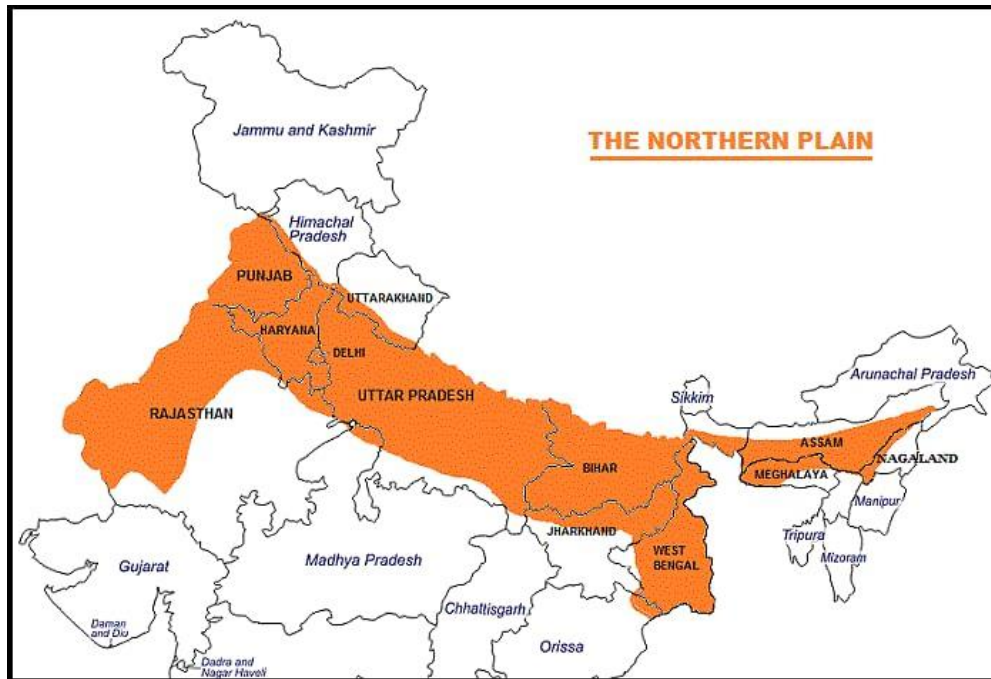 Jammu and Kashmir
THE NORTHERN PLAIN
Himachal
Pradesh
PUNJAB
UTTARAKHAND
HARYANA
DELHI
Arunachal Pradesh
Sikkim
UTTAR PRADESH
RAJASTHAN
ASSAM
NAGALAND
BIHAR
MEGHALAYA
Manipur
JHARKHAND
Tripura
Mizoram
WEST
BENGAL
Madhya Pradesh
Gujarat
Chhattisgarh
Daman
and Diu
Orissa
Dadra and
Nagar Haveli